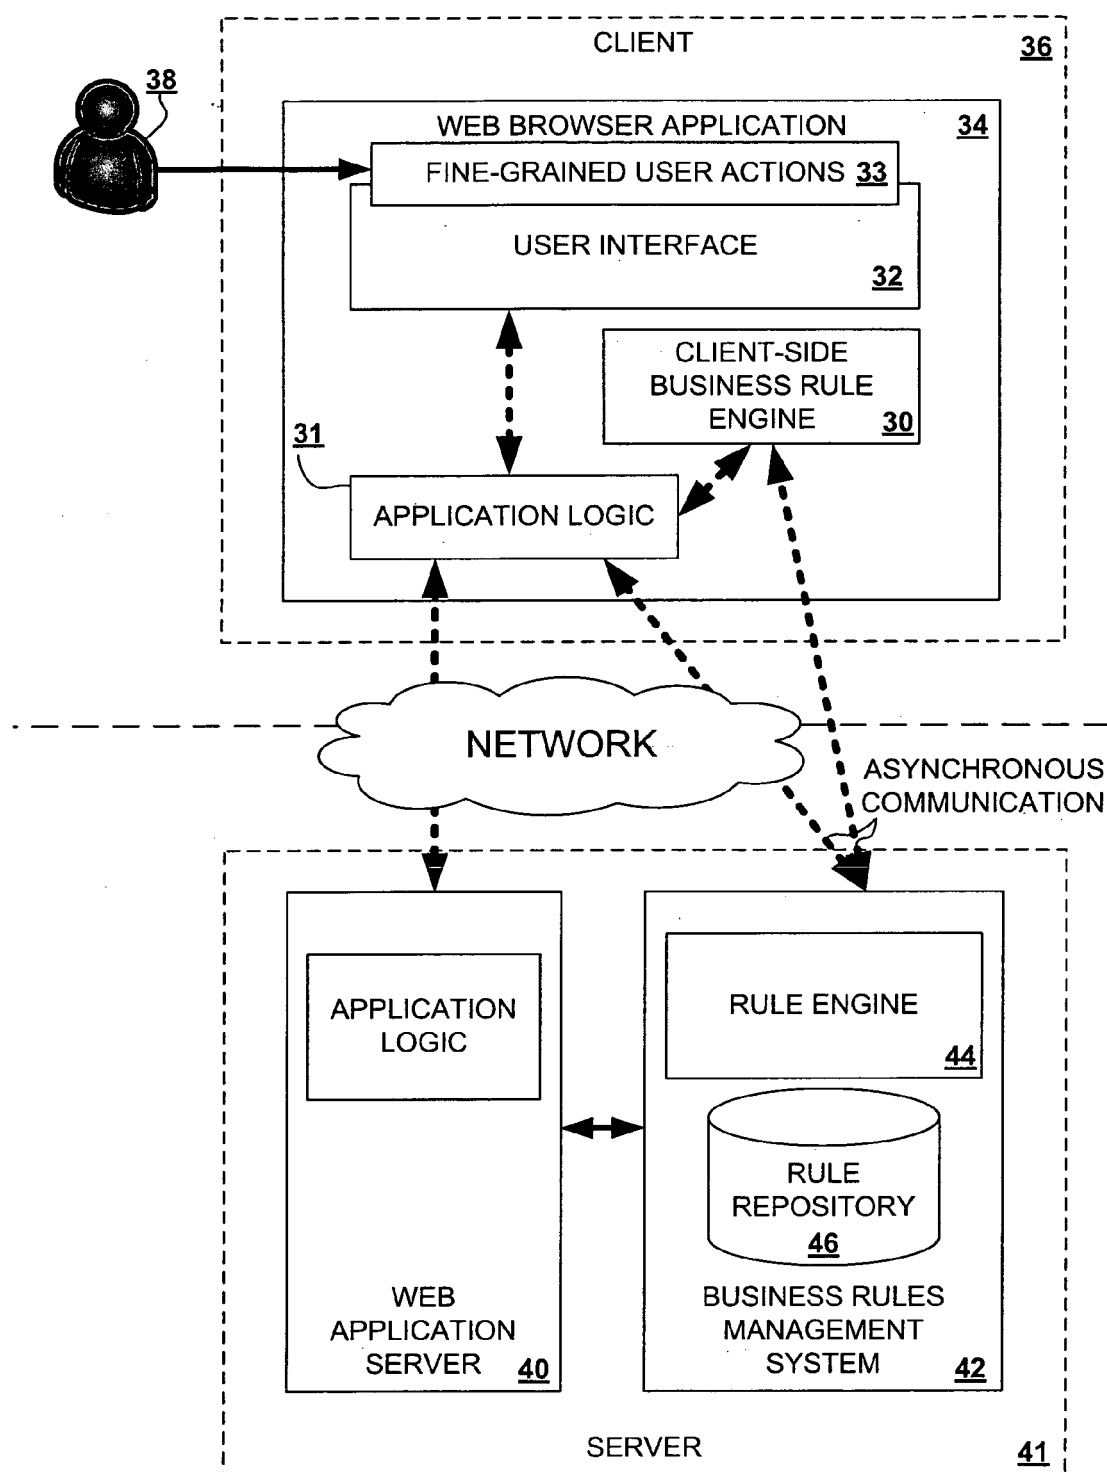 CLIENT
36
38
WEB BROWSER APPLICATION
34
FINE-GRAINED USER ACTIONS 33
USER INTERFACE
32
CLIENT-SIDE
BUSINESS RULE
ENGINE
30
31
APPLICATION LOGIC
NETWORK
ASYNCHRONOUS
COMMUNICATION
APPLICATION
LOGIC
RULE ENGINE
44
RULE
REPOSITORY
46
WEB
APPLICATION
SERVER
40
BUSINESS RULES
MANAGEMENT
SYSTEM
42
SERVER
41